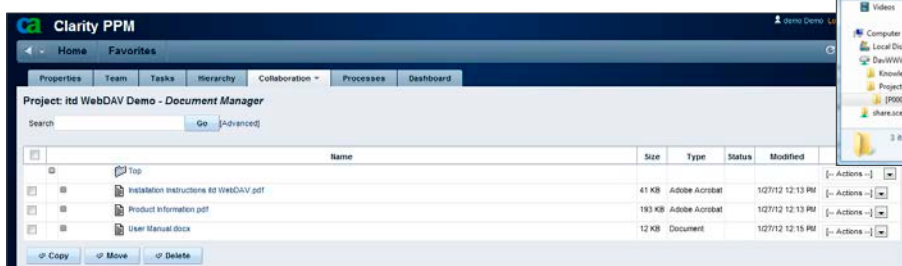 ca Clarity PPM
demo Demo Lo
Home Favorites
Properties Team Tasks Hierarchy Collaboration Processes Dashboard
Project: itd WebDAV Demo - Document Manager
Search Go [Advanced]
Name Size Type Status Modified
Top [-- Actions --]
Installation Instructions itd WebDAV.pdf 41 KB Adobe Acrobat 1/27/12 12:13 PM [-- Actions --]
Product Information.pdf 193 KB Adobe Acrobat 1/27/12 12:13 PM [-- Actions --]
User Manual.docx 12 KB Document 1/27/12 12:15 PM [-- Actions --]
Copy Move Delete
Videos
Computer
Local Dis
DavWW
Knowle
Project
[P000
share.sce